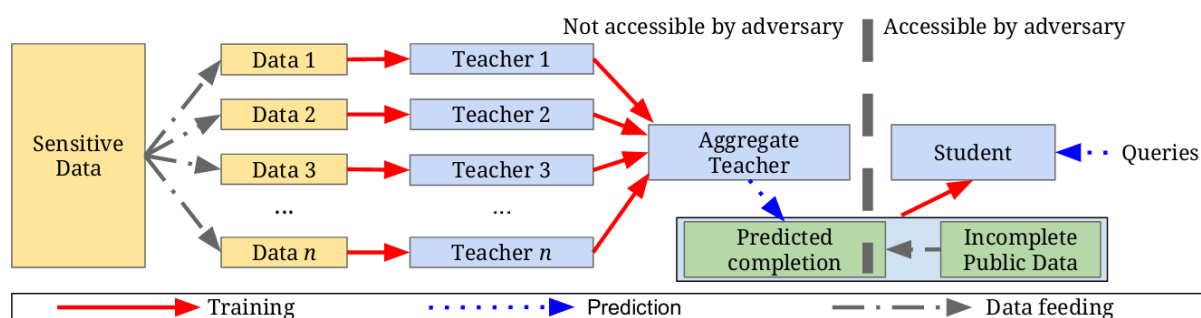 Not accessible by adversary
Accessible by adversary
Sensitive
Data
Data 1
Teacher 1
Data 2
Teacher 2
Data 3
Teacher 3
...
...
Data n
Teacher n
Aggregate
Teacher
Student
Queries
Predicted
completion
Incomplete
Public Data
Training
Prediction
Data feeding